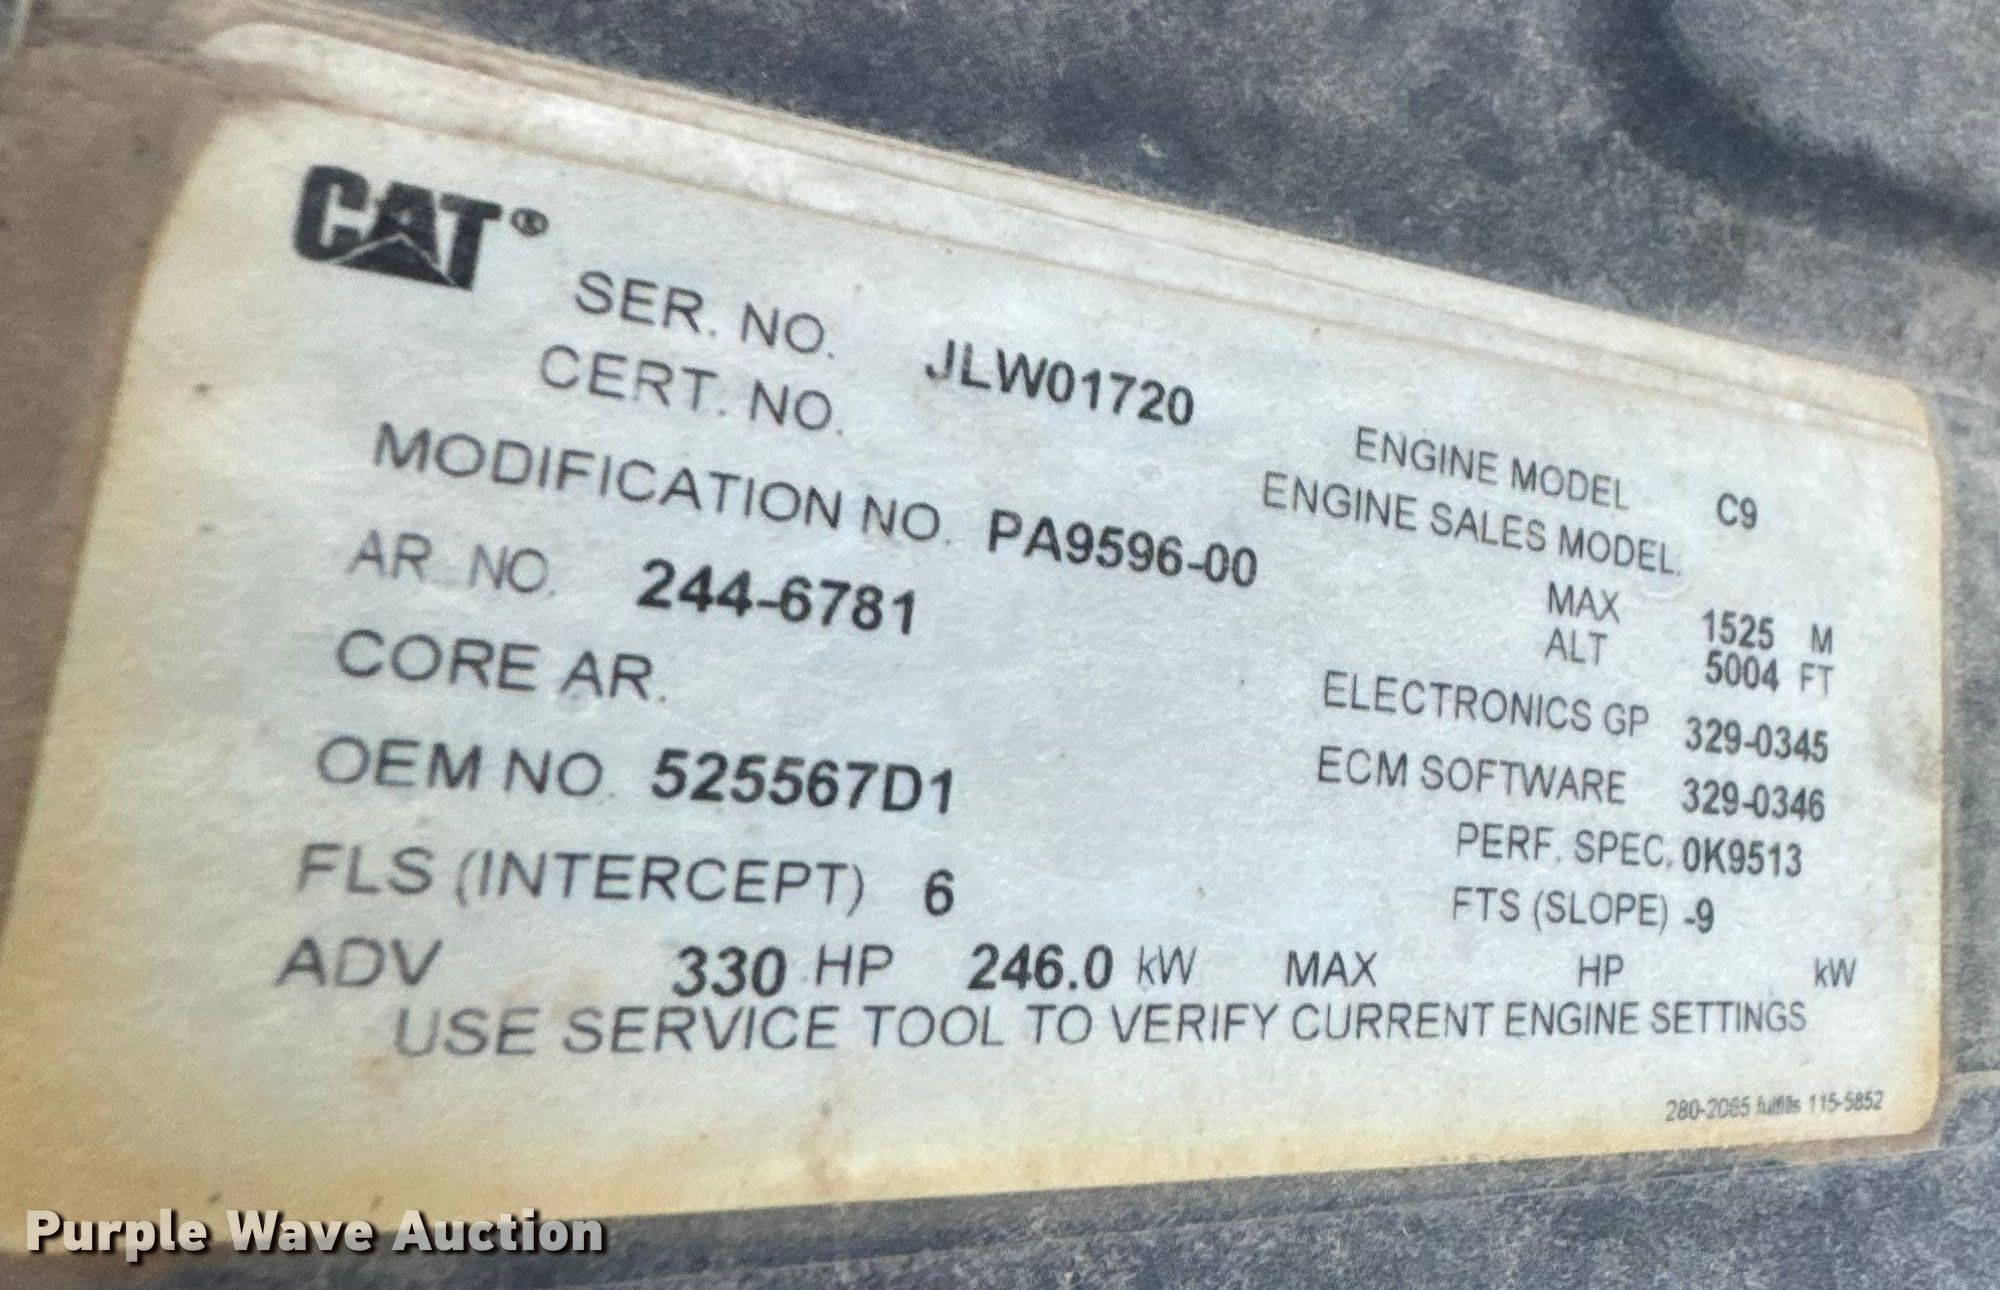 CAT®
SER. NO. JLW01720
CERT. NO.
MODIFICATION NO. PA9596-00
AR NO. 244-6781
CORE AR.
OEM NO. 525567D1
FLS (INTERCEPT) 6
ENGINE MODEL C9
ENGINE SALES MODEL.
MAX 1525 M
ALT 5004 FT
ELECTRONICS GP 329-0345
ECM SOFTWARE 329-0346
PERF. SPEC. 0K9513
FTS (SLOPE) -9
ADV 330 HP 246.0 kW MAX HP kW
USE SERVICE TOOL TO VERIFY CURRENT ENGINE SETTINGS
280-2065 fulfills 115-5852
Purple Wave Auction